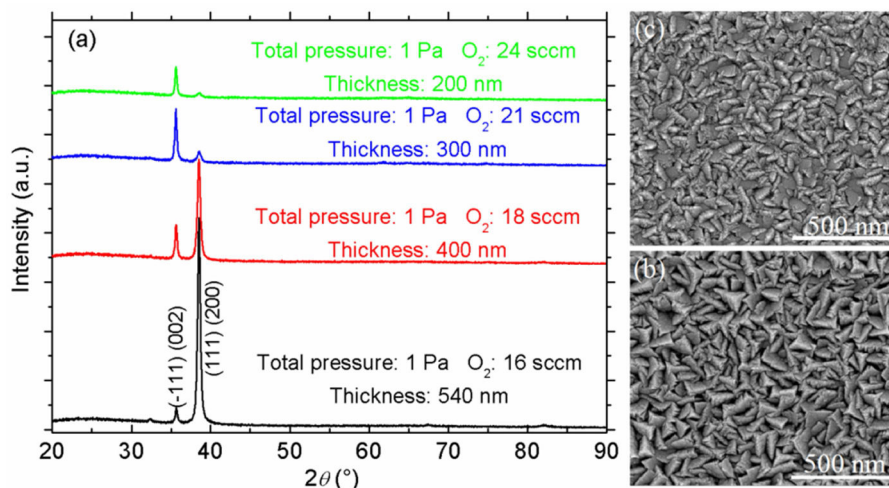 (a)
Total pressure: 1 Pa O₂: 24 sccm
Thickness: 200 nm
Total pressure: 1 Pa O₂: 21 sccm
Thickness: 300 nm
Total pressure: 1 Pa O₂: 18 sccm
Thickness: 400 nm
(-111) (002)
(111) (200)
Total pressure: 1 Pa O₂: 16 sccm
Thickness: 540 nm
Intensity (a.u.)
20 30 40 50 60 70 80 90
2θ (°)
(c)
500 nm
(b)
500 nm